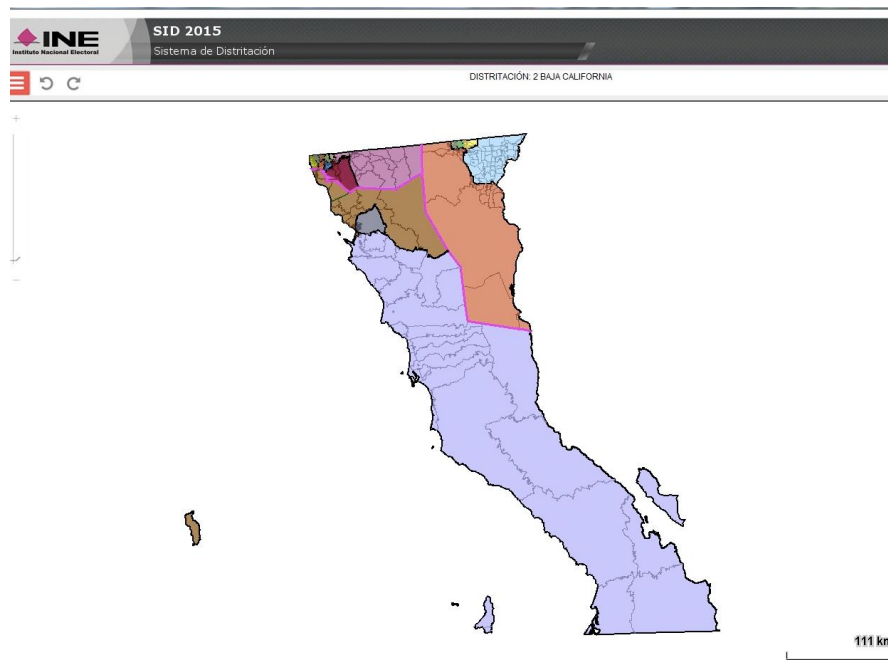 INE
Instituto Nacional Electoral
SID 2015
Sistema de Distritación
DISTRITACIÓN: 2 BAJA CALIFORNIA
111 km